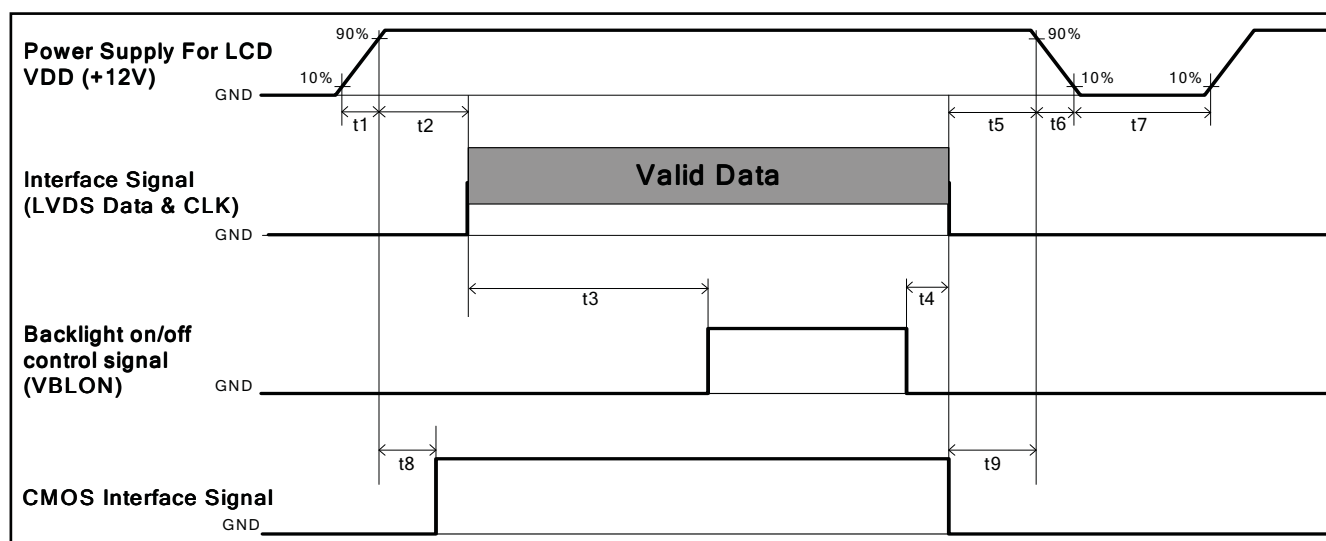 Power Supply For LCD
VDD (+12V)
90%
10%
GND
90%
10%
10%
t1
t2
t5
t6
t7
Interface Signal
(LVDS Data & CLK)
GND
Valid Data
t3
t4
Backlight on/off
control signal
(VBLON)
GND
t8
t9
CMOS Interface Signal
GND